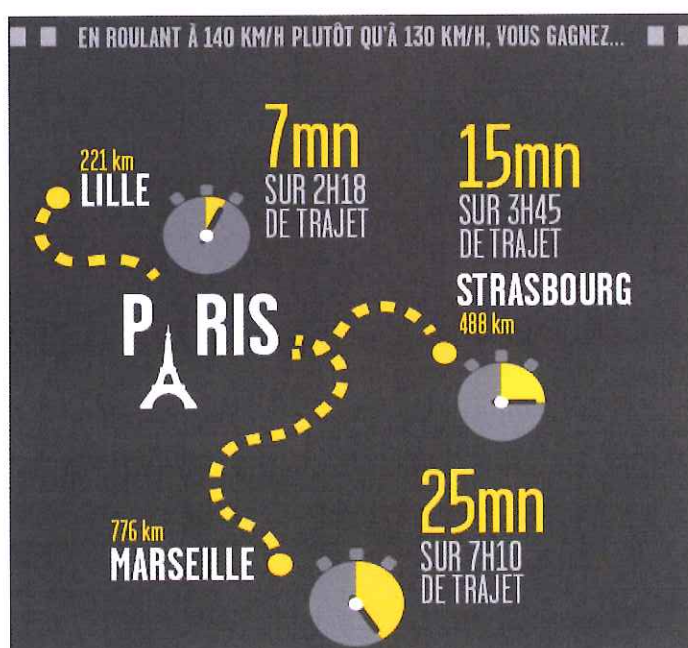 EN ROULANT À 140 KM/H PLUTÔT QU'À 130 KM/H, VOUS GAGNEZ...
7mn
SUR 2H18
DE TRAJET
221 km
LILLE
15mn
SUR 3H45
DE TRAJET
STRASBOURG
488 km
PARIS
25mn
SUR 7H10
DE TRAJET
776 km
MARSEILLE